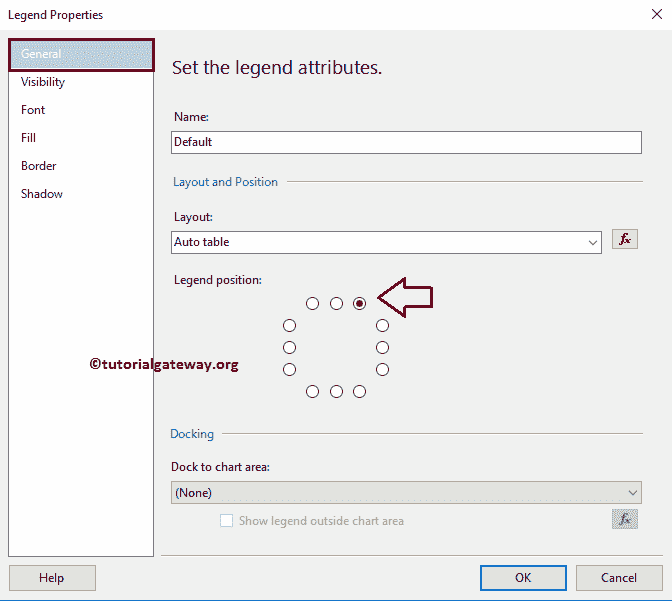 Legend Properties
General
Visibility
Font
Fill
Border
Shadow
Set the legend attributes.
Name:
Default
Layout and Position
Layout:
Auto table
fx
Legend position:
©tutorialgateway.org
Docking
Dock to chart area:
(None)
Show legend outside chart area
fx
Help
OK
Cancel